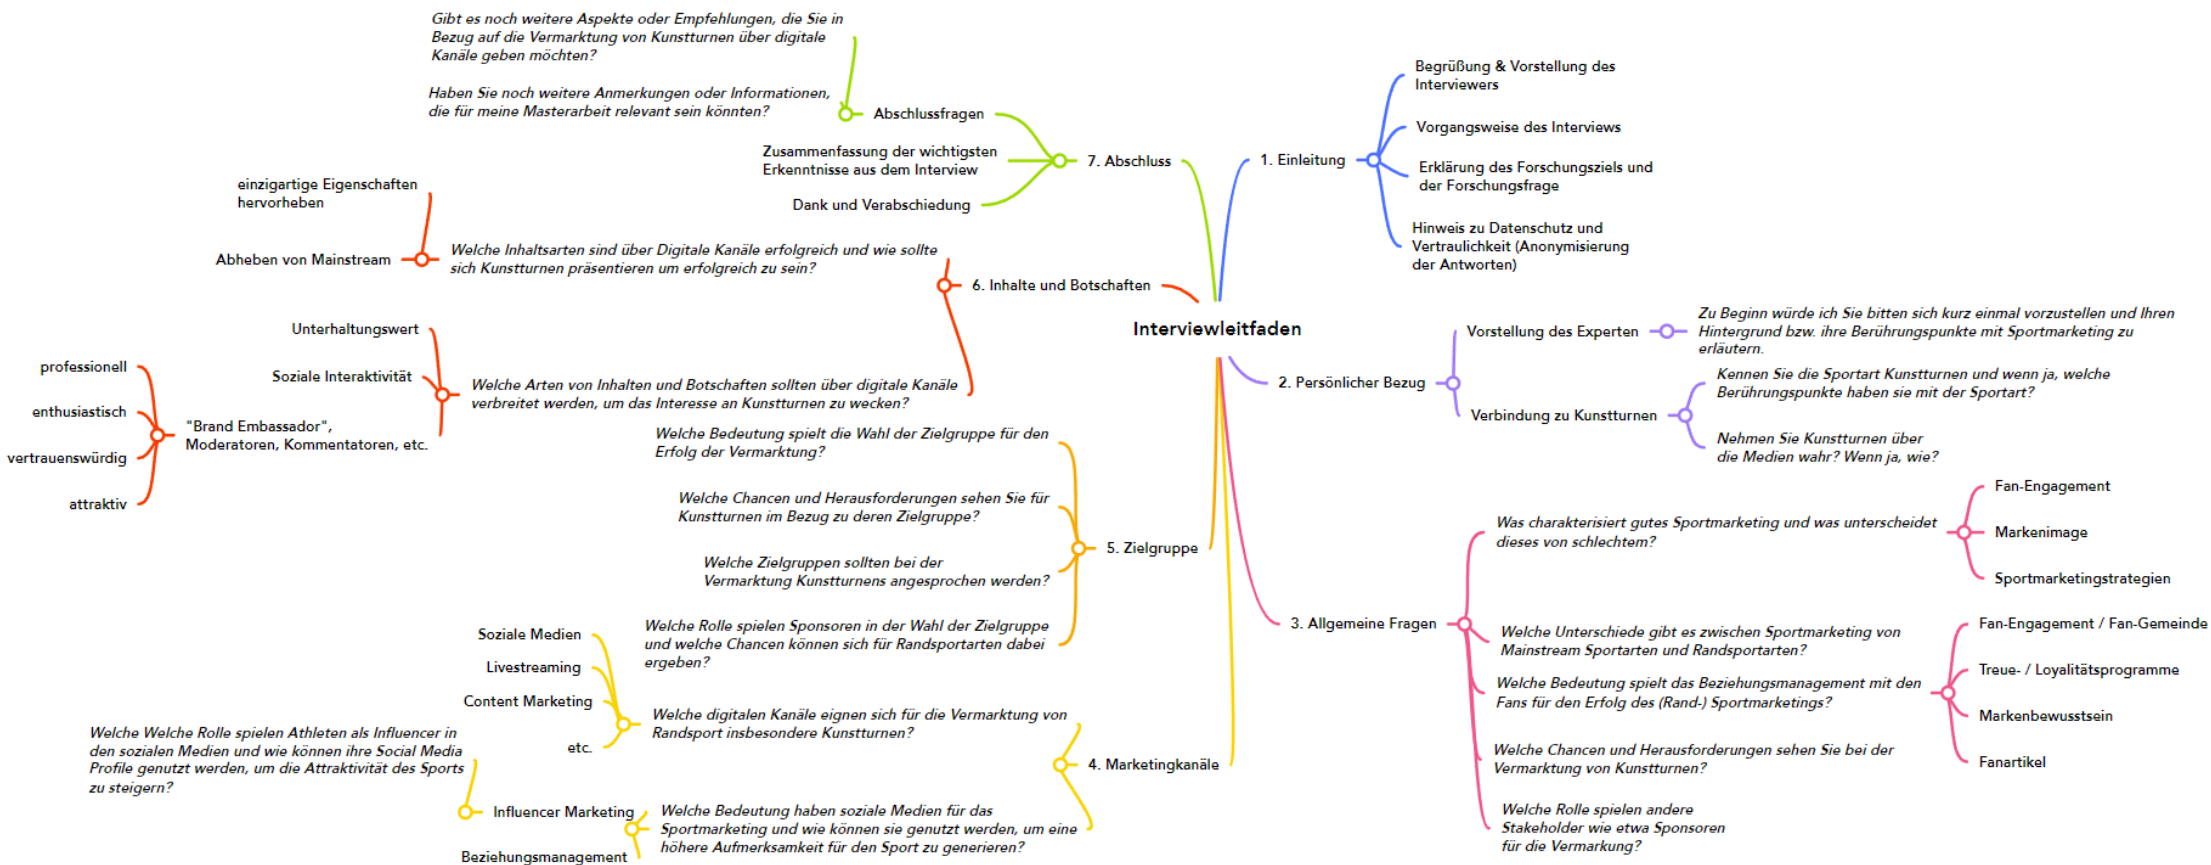 Interviewleitfaden
1. Einleitung
Begrüßung & Vorstellung des
Interviewers
Vorgangsweise des Interviews
Erklärung des Forschungsziels und
der Forschungsfrage
Hinweis zu Datenschutz und
Vertraulichkeit (Anonymisierung
der Antworten)
2. Persönlicher Bezug
Vorstellung des Experten
Zu Beginn würde ich Sie bitten sich kurz einmal vorzustellen und Ihren
Hintergrund bzw. ihre Berührungspunkte mit Sportmarketing zu
erläutern.
Verbindung zu Kunstturnen
Kennen Sie die Sportart Kunstturnen und wenn ja, welche
Berührungspunkte haben sie mit der Sportart?
Nehmen Sie Kunstturnen über
die Medien wahr? Wenn ja, wie?
3. Allgemeine Fragen
Was charakterisiert gutes Sportmarketing und was unterscheidet
dieses von schlechtem?
Fan-Engagement
Markenimage
Sportmarketingstrategien
Welche Unterschiede gibt es zwischen Sportmarketing von
Mainstream Sportarten und Randsportarten?
Welche Bedeutung spielt das Beziehungsmanagement mit den
Fans für den Erfolg des (Rand-) Sportmarketings?
Fan-Engagement / Fan-Gemeinde
Treue- / Loyalitätsprogramme
Markenbewusstsein
Fanartikel
Welche Chancen und Herausforderungen sehen Sie bei der
Vermarktung von Kunstturnen?
Welche Rolle spielen andere
Stakeholder wie etwa Sponsoren
für die Vermarkung?
4. Marketingkanäle
Welche digitalen Kanäle eignen sich für die Vermarktung von
Randsport insbesondere Kunstturnen?
Soziale Medien
Livestreaming
Content Marketing
etc.
Welche Bedeutung haben soziale Medien für das
Sportmarketing und wie können sie genutzt werden, um eine
höhere Aufmerksamkeit für den Sport zu generieren?
Influencer Marketing
Welche Welche Rolle spielen Athleten als Influencer in
den sozialen Medien und wie können ihre Social Media
Profile genutzt werden, um die Attraktivität des Sports
zu steigern?
Beziehungsmanagement
5. Zielgruppe
Welche Bedeutung spielt die Wahl der Zielgruppe für den
Erfolg der Vermarktung?
Welche Chancen und Herausforderungen sehen Sie für
Kunstturnen im Bezug zu deren Zielgruppe?
Welche Zielgruppen sollten bei der
Vermarktung Kunstturnens angesprochen werden?
Welche Rolle spielen Sponsoren in der Wahl der Zielgruppe
und welche Chancen können sich für Randsportarten dabei
ergeben?
6. Inhalte und Botschaften
Welche Inhaltsarten sind über Digitale Kanäle erfolgreich und wie sollte
sich Kunstturnen präsentieren um erfolgreich zu sein?
Abheben von Mainstream
einzigartige Eigenschaften
hervorheben
Welche Arten von Inhalten und Botschaften sollten über digitale Kanäle
verbreitet werden, um das Interesse an Kunstturnen zu wecken?
Unterhaltungswert
Soziale Interaktivität
"Brand Embassador",
Moderatoren, Kommentatoren, etc.
professionell
enthusiastisch
vertrauenswürdig
attraktiv
7. Abschluss
Abschlussfragen
Gibt es noch weitere Aspekte oder Empfehlungen, die Sie in
Bezug auf die Vermarktung von Kunstturnen über digitale
Kanäle geben möchten?
Haben Sie noch weitere Anmerkungen oder Informationen,
die für meine Masterarbeit relevant sein könnten?
Zusammenfassung der wichtigsten
Erkenntnisse aus dem Interview
Dank und Verabschiedung